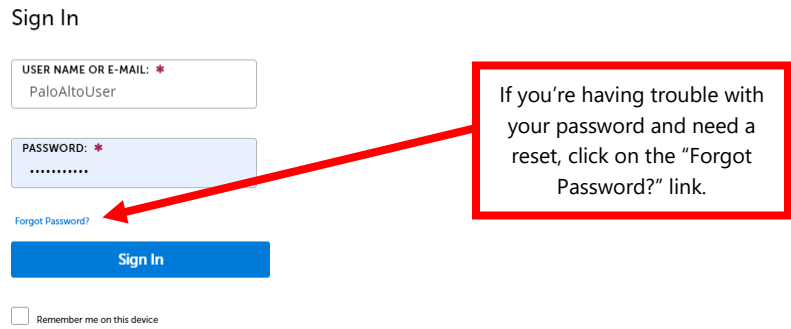 Sign In
USER NAME OR E-MAIL: *
PaloAltoUser
PASSWORD: *
•••••••••••
Forgot Password?
Sign In
Remember me on this device
If you’re having trouble with
your password and need a
reset, click on the “Forgot
Password?” link.